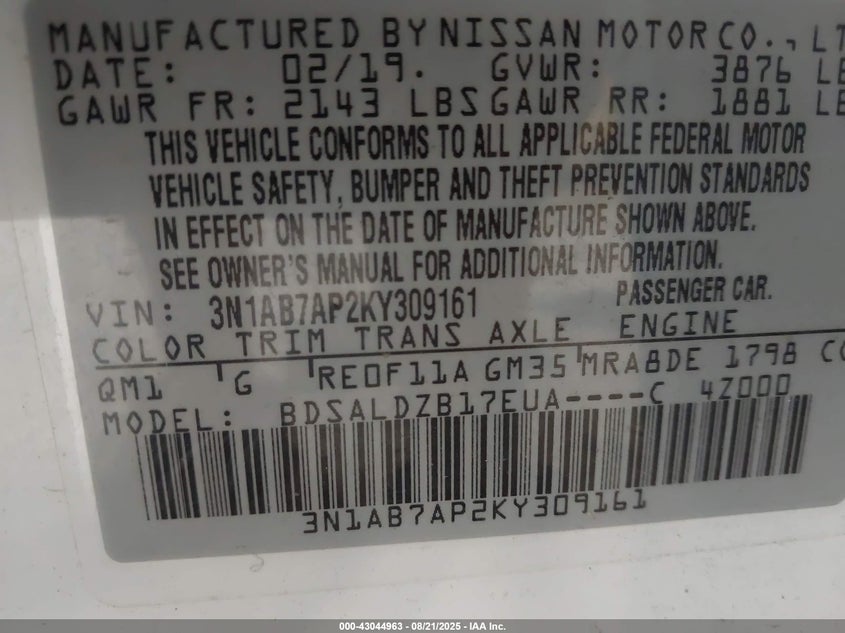 MANUFACTURED BY NISSAN MOTOR CO.,
DATE: 02/19. GVWR: 3876
GAWR FR: 2143 LBS GAWR RR: 1881
THIS VEHICLE CONFORMS TO ALL APPLICABLE FEDERAL MOTOR
VEHICLE SAFETY, BUMPER AND THEFT PREVENTION STANDARDS
IN EFFECT ON THE DATE OF MANUFACTURE SHOWN ABOVE.
SEE OWNER'S MANUAL FOR ADDITIONAL INFORMATION.
VIN: 3N1AB7AP2KY309161 PASSENGER CAR.
COLOR TRIM TRANS AXLE ENGINE
QM1 G RE0F11A GM35 MRA8DE 1798
MODEL: BDSALDZB17EUA----C 4Z000
3N1AB7AP2KY309161
000-43044963 - 08/21/2025 - IAA Inc.